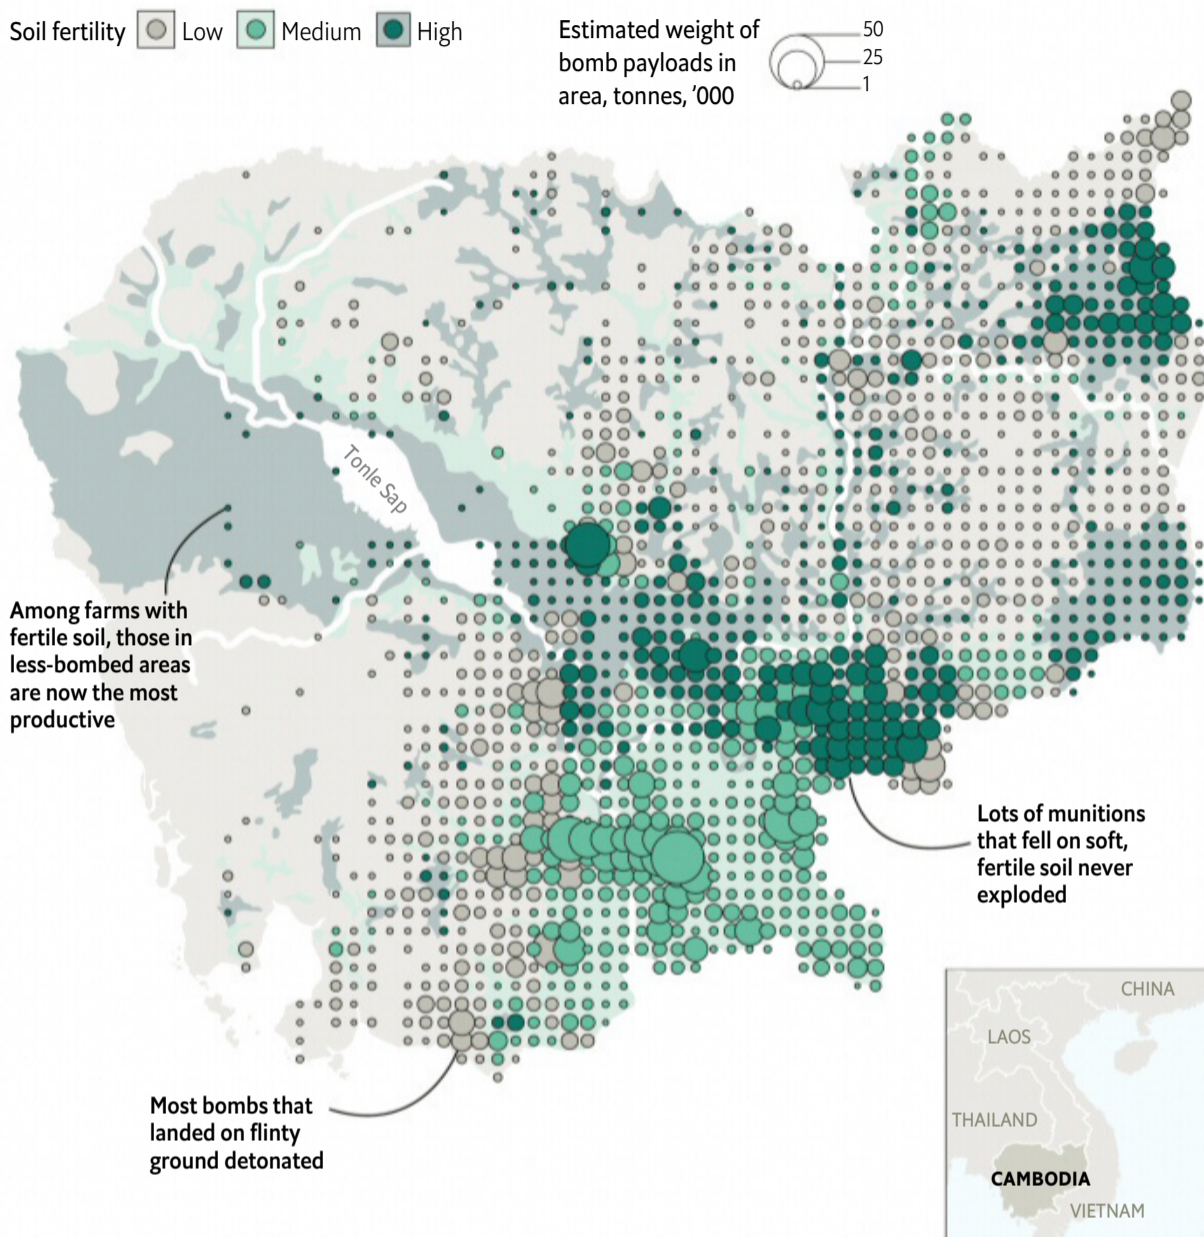 Soil fertility Low Medium High
Estimated weight of
bomb payloads in
area, tonnes, ’000
50
25
1
Tonle Sap
Among farms with
fertile soil, those in
less-bombed areas
are now the most
productive
Lots of munitions
that fell on soft,
fertile soil never
exploded
Most bombs that
landed on flinty
ground detonated
CHINA
LAOS
THAILAND
CAMBODIA
VIETNAM